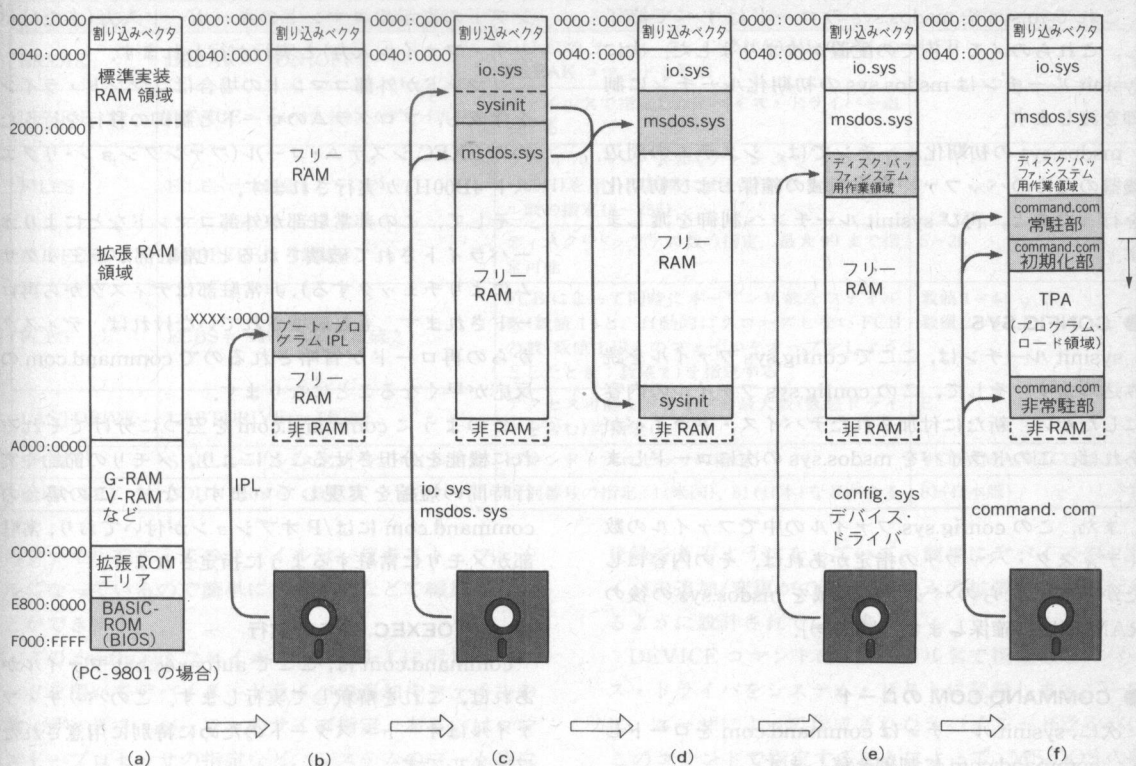 0000:0000
割り込みベクタ
0040:0000
標準実装
RAM 領域
2000:0000
拡張 RAM
領域
A000:0000
G-RAM
V-RAM
など
C000:0000
拡張 ROM
エリア
E800:0000
BASIC-
ROM
(BIOS)
F000:FFFF
(PC-9801 の場合)
(a)
0000:0000
割り込みベクタ
0040:0000
フリー
RAM
XXXX:0000
ブート・プロ
グラム IPL
フリー
RAM
非 RAM
IPL
(b)
0000:0000
割り込みベクタ
0040:0000
io.sys
sysinit
msdos.sys
フリー
RAM
非 RAM
io. sys
msdos. sys
(c)
0000:0000
割り込みベクタ
0040:0000
io.sys
msdos.sys
フリー
RAM
sysinit
非 RAM
(d)
0000:0000
割り込みベクタ
io.sys
msdos.sys
ディスク・バッ
ファ・システム
用作業領域
フリー
RAM
非 RAM
config. sys
デバイス・
ドライバ
(e)
0000:0000
割り込みベクタ
io.sys
msdos.sys
ディスク・バッ
ファ・システム
用作業領域
command.com
常駐部
command.com
初期化部
TPA
(プログラム・
ロード領域)
command.com
非常駐部
非 RAM
command. com
(f)